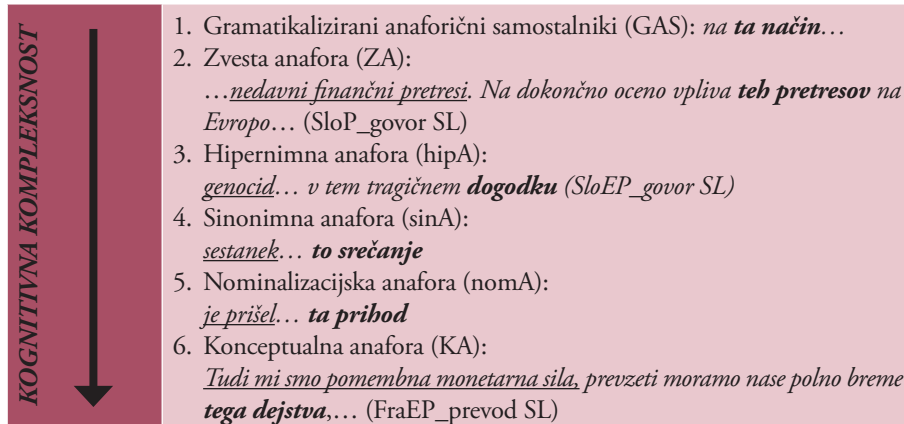 KOGNITIVNA KOMPLEKSNOST
1. Gramatikalizirani anaforični samostalniki (GAS): na ta način…
2. Zvesta anafora (ZA):
…nedavni finančni pretresi. Na dokončno oceno vpliva teh pretresov na
Evropo… (SloP_govor SL)
3. Hipernimna anafora (hipA):
genocid… v tem tragičnem dogodku (SloEP_govor SL)
4. Sinonimna anafora (sinA):
sestanek… to srečanje
5. Nominalizacijska anafora (nomA):
je prišel… ta prihod
6. Konceptualna anafora (KA):
Tudi mi smo pomembna monetarna sila, prevzeti moramo nase polno breme
tega dejstva,… (FraEP_prevod SL)